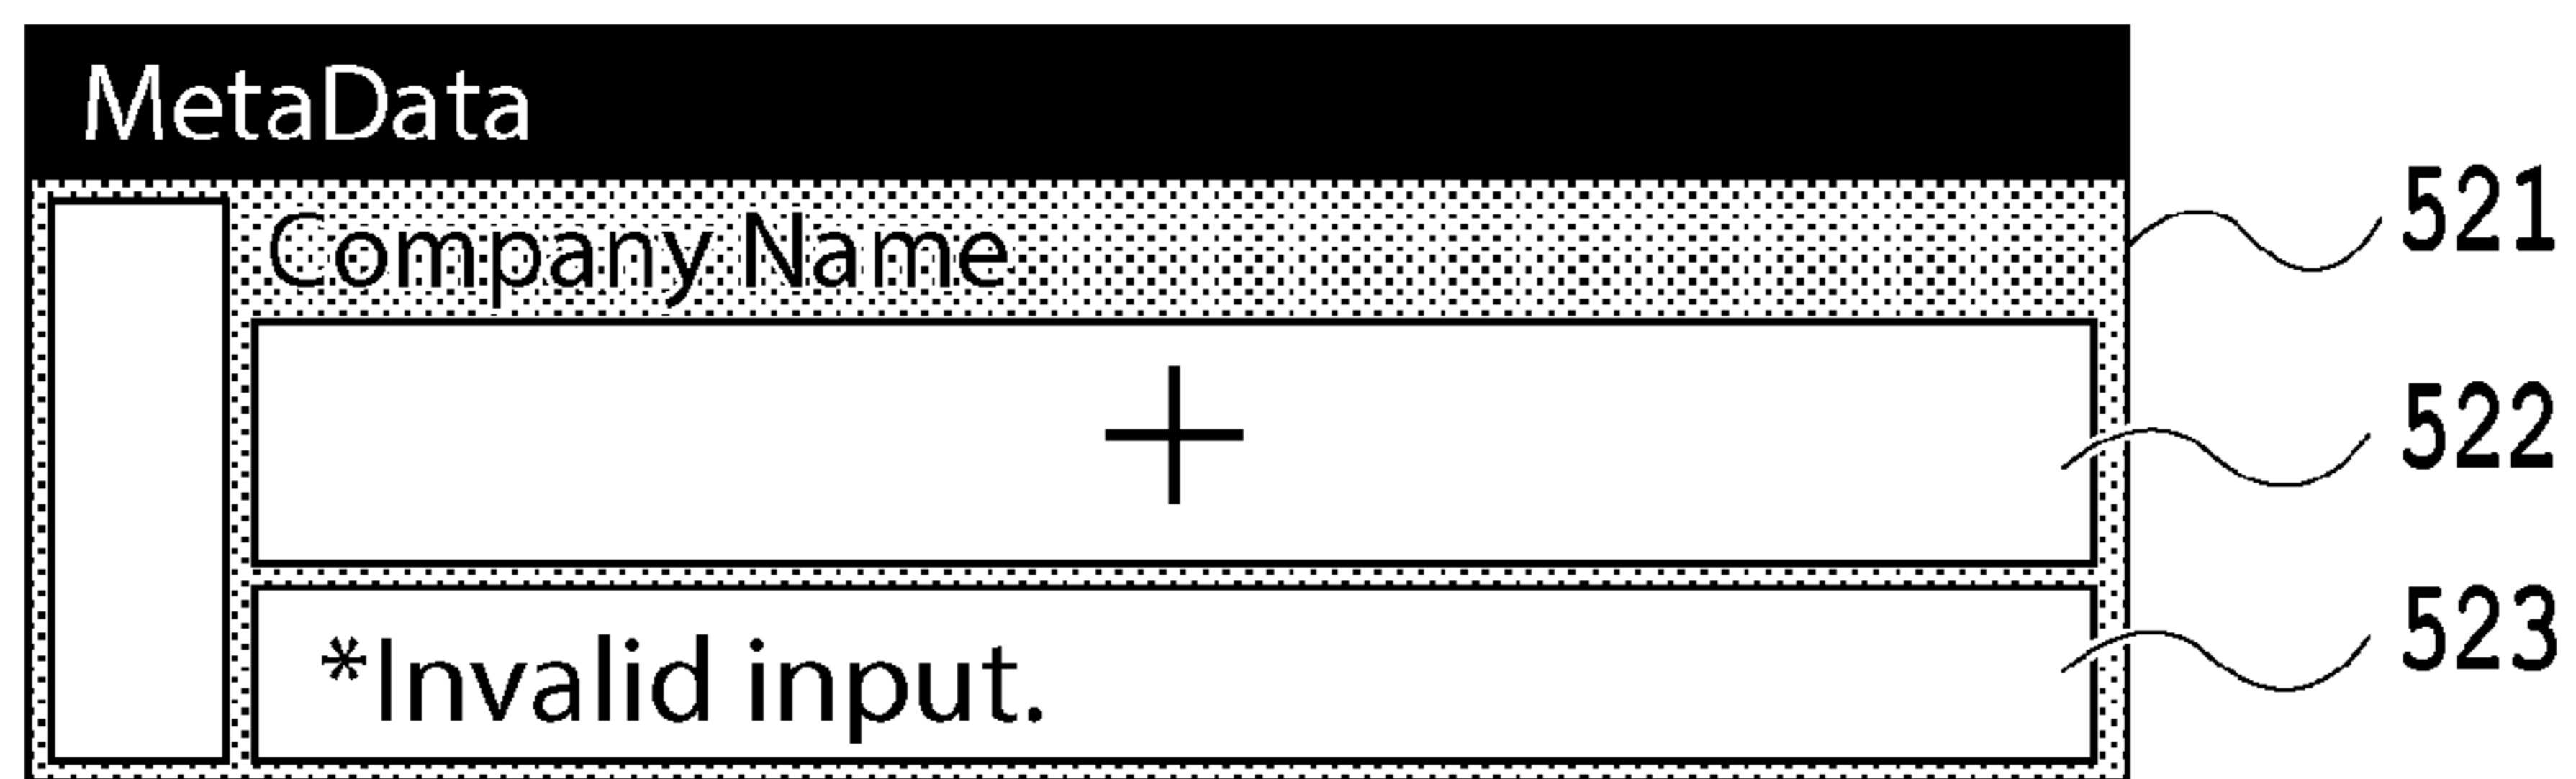 MetaData
Company Name
521
+
522
*Invalid input.
523